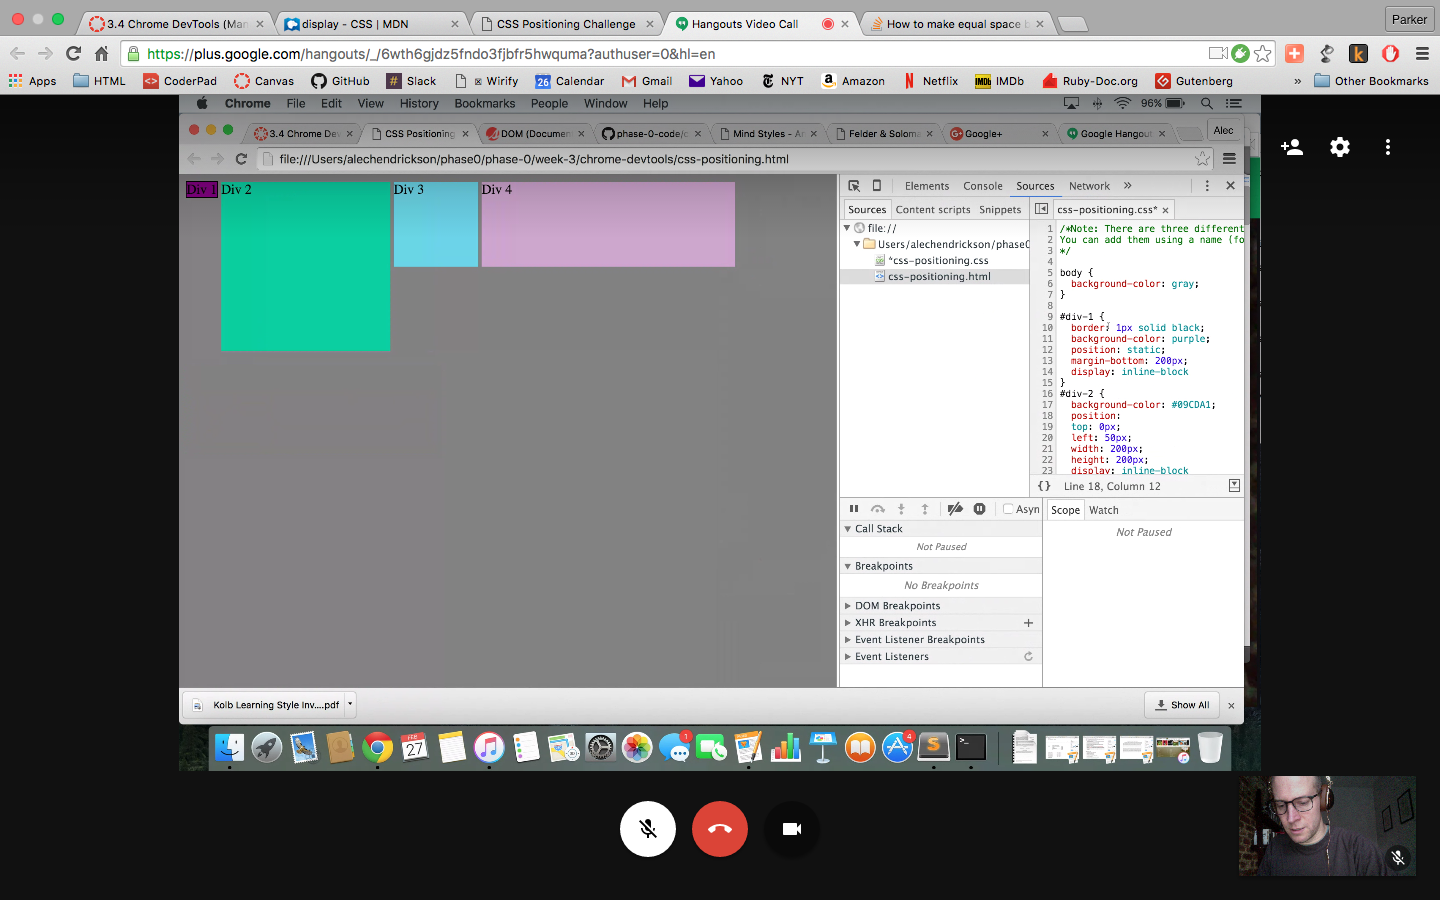 3.4 Chrome DevTools (Man
display - CSS | MDN
CSS Positioning Challenge
Hangouts Video Call
How to make equal space b
Parker
https://plus.google.com/hangouts/_/6wth6gjdz5fndo3fjbfr5hwquma?authuser=0&hl=en
Apps
HTML
CoderPad
Canvas
GitHub
Slack
Wirify
26 Calendar
Gmail
Yahoo
NYT
Amazon
Netflix
IMDb IMDb
Ruby-Doc.org
Gutenberg
»
Other Bookmarks
Chrome File Edit View History Bookmarks People Window Help
96%
3.4 Chrome Dev
CSS Positioning
DOM (Documen
phase-0-code/c
Mind Styles - An
Felder & Soloma
Google+
Google Hangout
Alec
file:///Users/alechendrickson/phase0/phase-0/week-3/chrome-devtools/css-positioning.html
Div 1
Div 2
Div 3
Div 4
Elements Console Sources Network »
Sources Content scripts Snippets
css-positioning.css*
file://
Users/alechendrickson/phase0
*css-positioning.css
css-positioning.html
1 /*Note: There are three different
2 You can add them using a name (fo
3 */
4
5 body {
6 background-color: gray;
7 }
8
9 #div-1 {
10 border: 1px solid black;
11 background-color: purple;
12 position: static;
13 margin-bottom: 200px;
14 display: inline-block
15 }
16 #div-2 {
17 background-color: #09CDA1;
18 position:
19 top: 0px;
20 left: 50px;
21 width: 200px;
22 height: 200px;
23 display: inline-block
{} Line 18, Column 12
Asyn
Scope Watch
Call Stack
Not Paused
Not Paused
Breakpoints
No Breakpoints
DOM Breakpoints
XHR Breakpoints
Event Listener Breakpoints
Event Listeners
Kolb Learning Style Inv....pdf
Show All
FEB
27
1
4